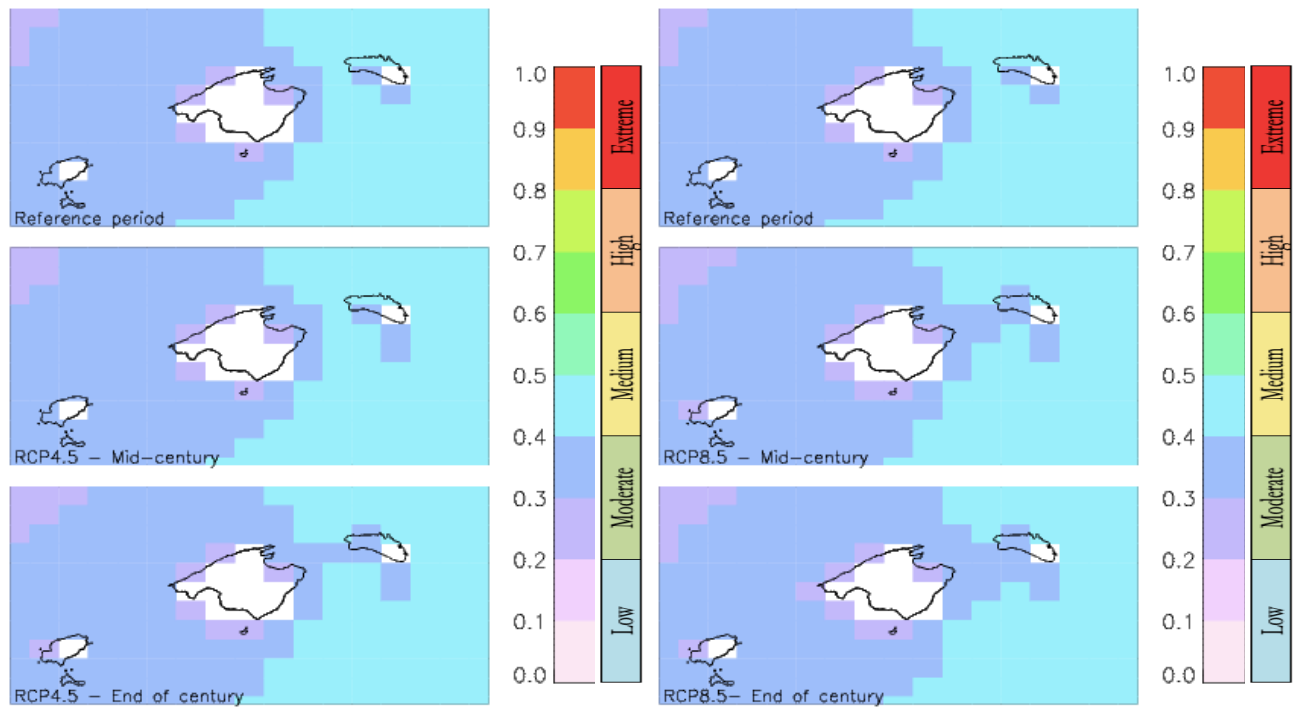 Reference period
RCP4.5 – Mid-century
RCP4.5 – End of century
1.0
0.9
0.8
0.7
0.6
0.5
0.4
0.3
0.2
0.1
0.0
Extreme
High
Medium
Moderate
Low
Reference period
RCP8.5 – Mid-century
RCP8.5– End of century
1.0
0.9
0.8
0.7
0.6
0.5
0.4
0.3
0.2
0.1
0.0
Extreme
High
Medium
Moderate
Low